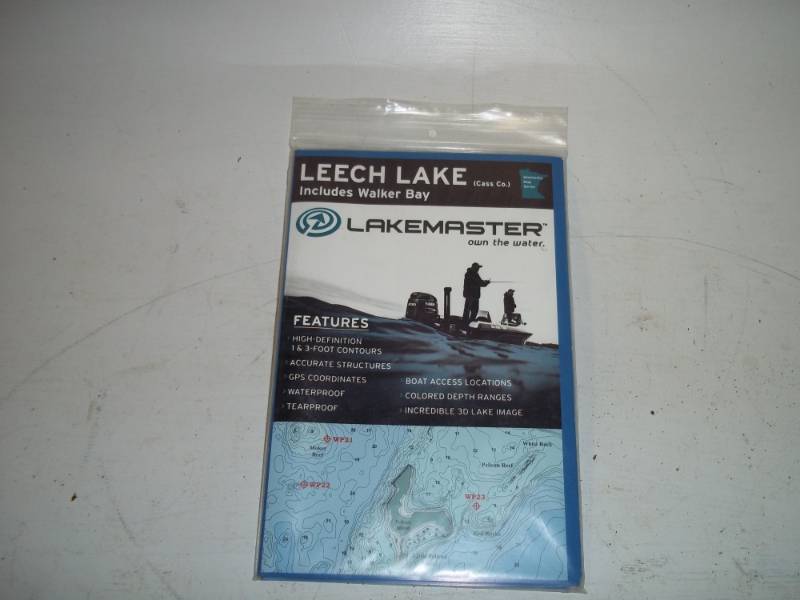 LEECH LAKE (Cass Co.)
Includes Walker Bay
LAKEMASTER™
own the water.
FEATURES
HIGH-DEFINITION
1 & 3-FOOT CONTOURS
ACCURATE STRUCTURES
GPS COORDINATES
WATERPROOF
TEARPROOF
BOAT ACCESS LOCATIONS
COLORED DEPTH RANGES
INCREDIBLE 3D LAKE IMAGE
WP21
WP22
WP23
Pelican Reef